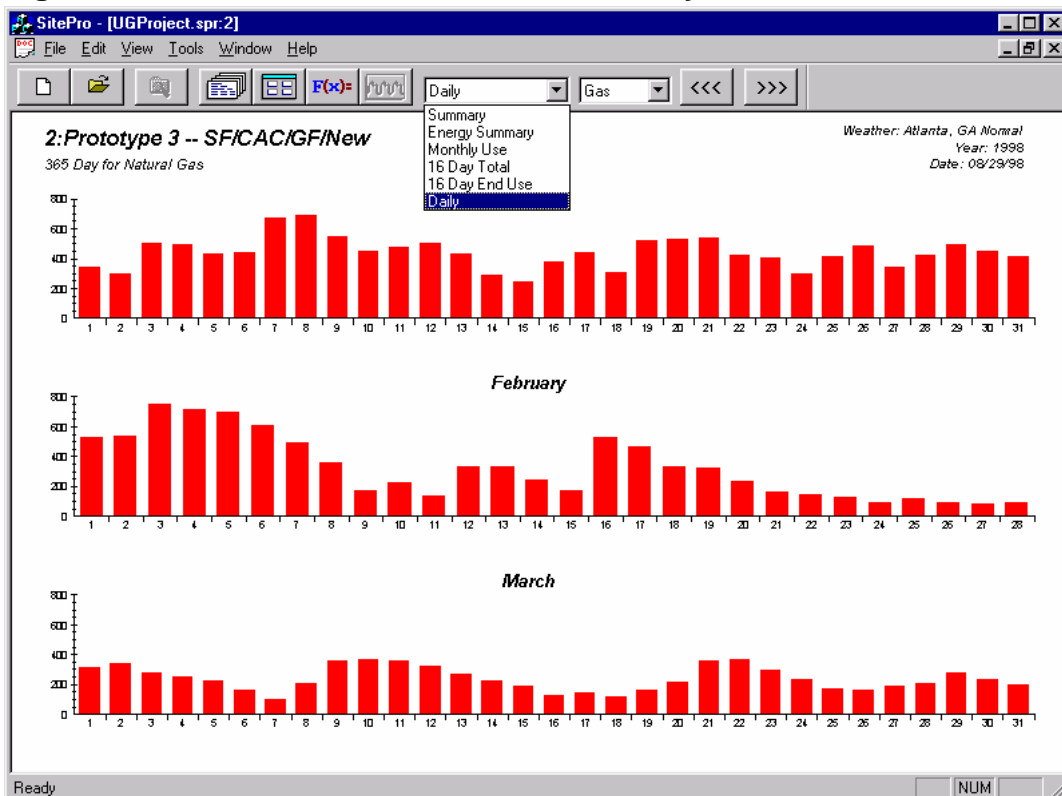 SitePro - [UGProject.spr:2]
File Edit View Tools Window Help
F(x)= Daily Gas <<< >>>
Summary
Energy Summary
Monthly Use
16 Day Total
16 Day End Use
Daily
2:Prototype 3 -- SF/CAC/GF/New
365 Day for Natural Gas
Weather: Atlanta, GA Normal
Year: 1998
Date: 08/29/98
800
600
400
200
0
1 2 3 4 5 6 7 8 9 10 11 12 13 14 15 16 17 18 19 20 21 22 23 24 25 26 27 28 29 30 31
February
800
600
400
200
0
1 2 3 4 5 6 7 8 9 10 11 12 13 14 15 16 17 18 19 20 21 22 23 24 25 26 27 28
March
800
600
400
200
0
1 2 3 4 5 6 7 8 9 10 11 12 13 14 15 16 17 18 19 20 21 22 23 24 25 26 27 28 29 30 31
Ready NUM